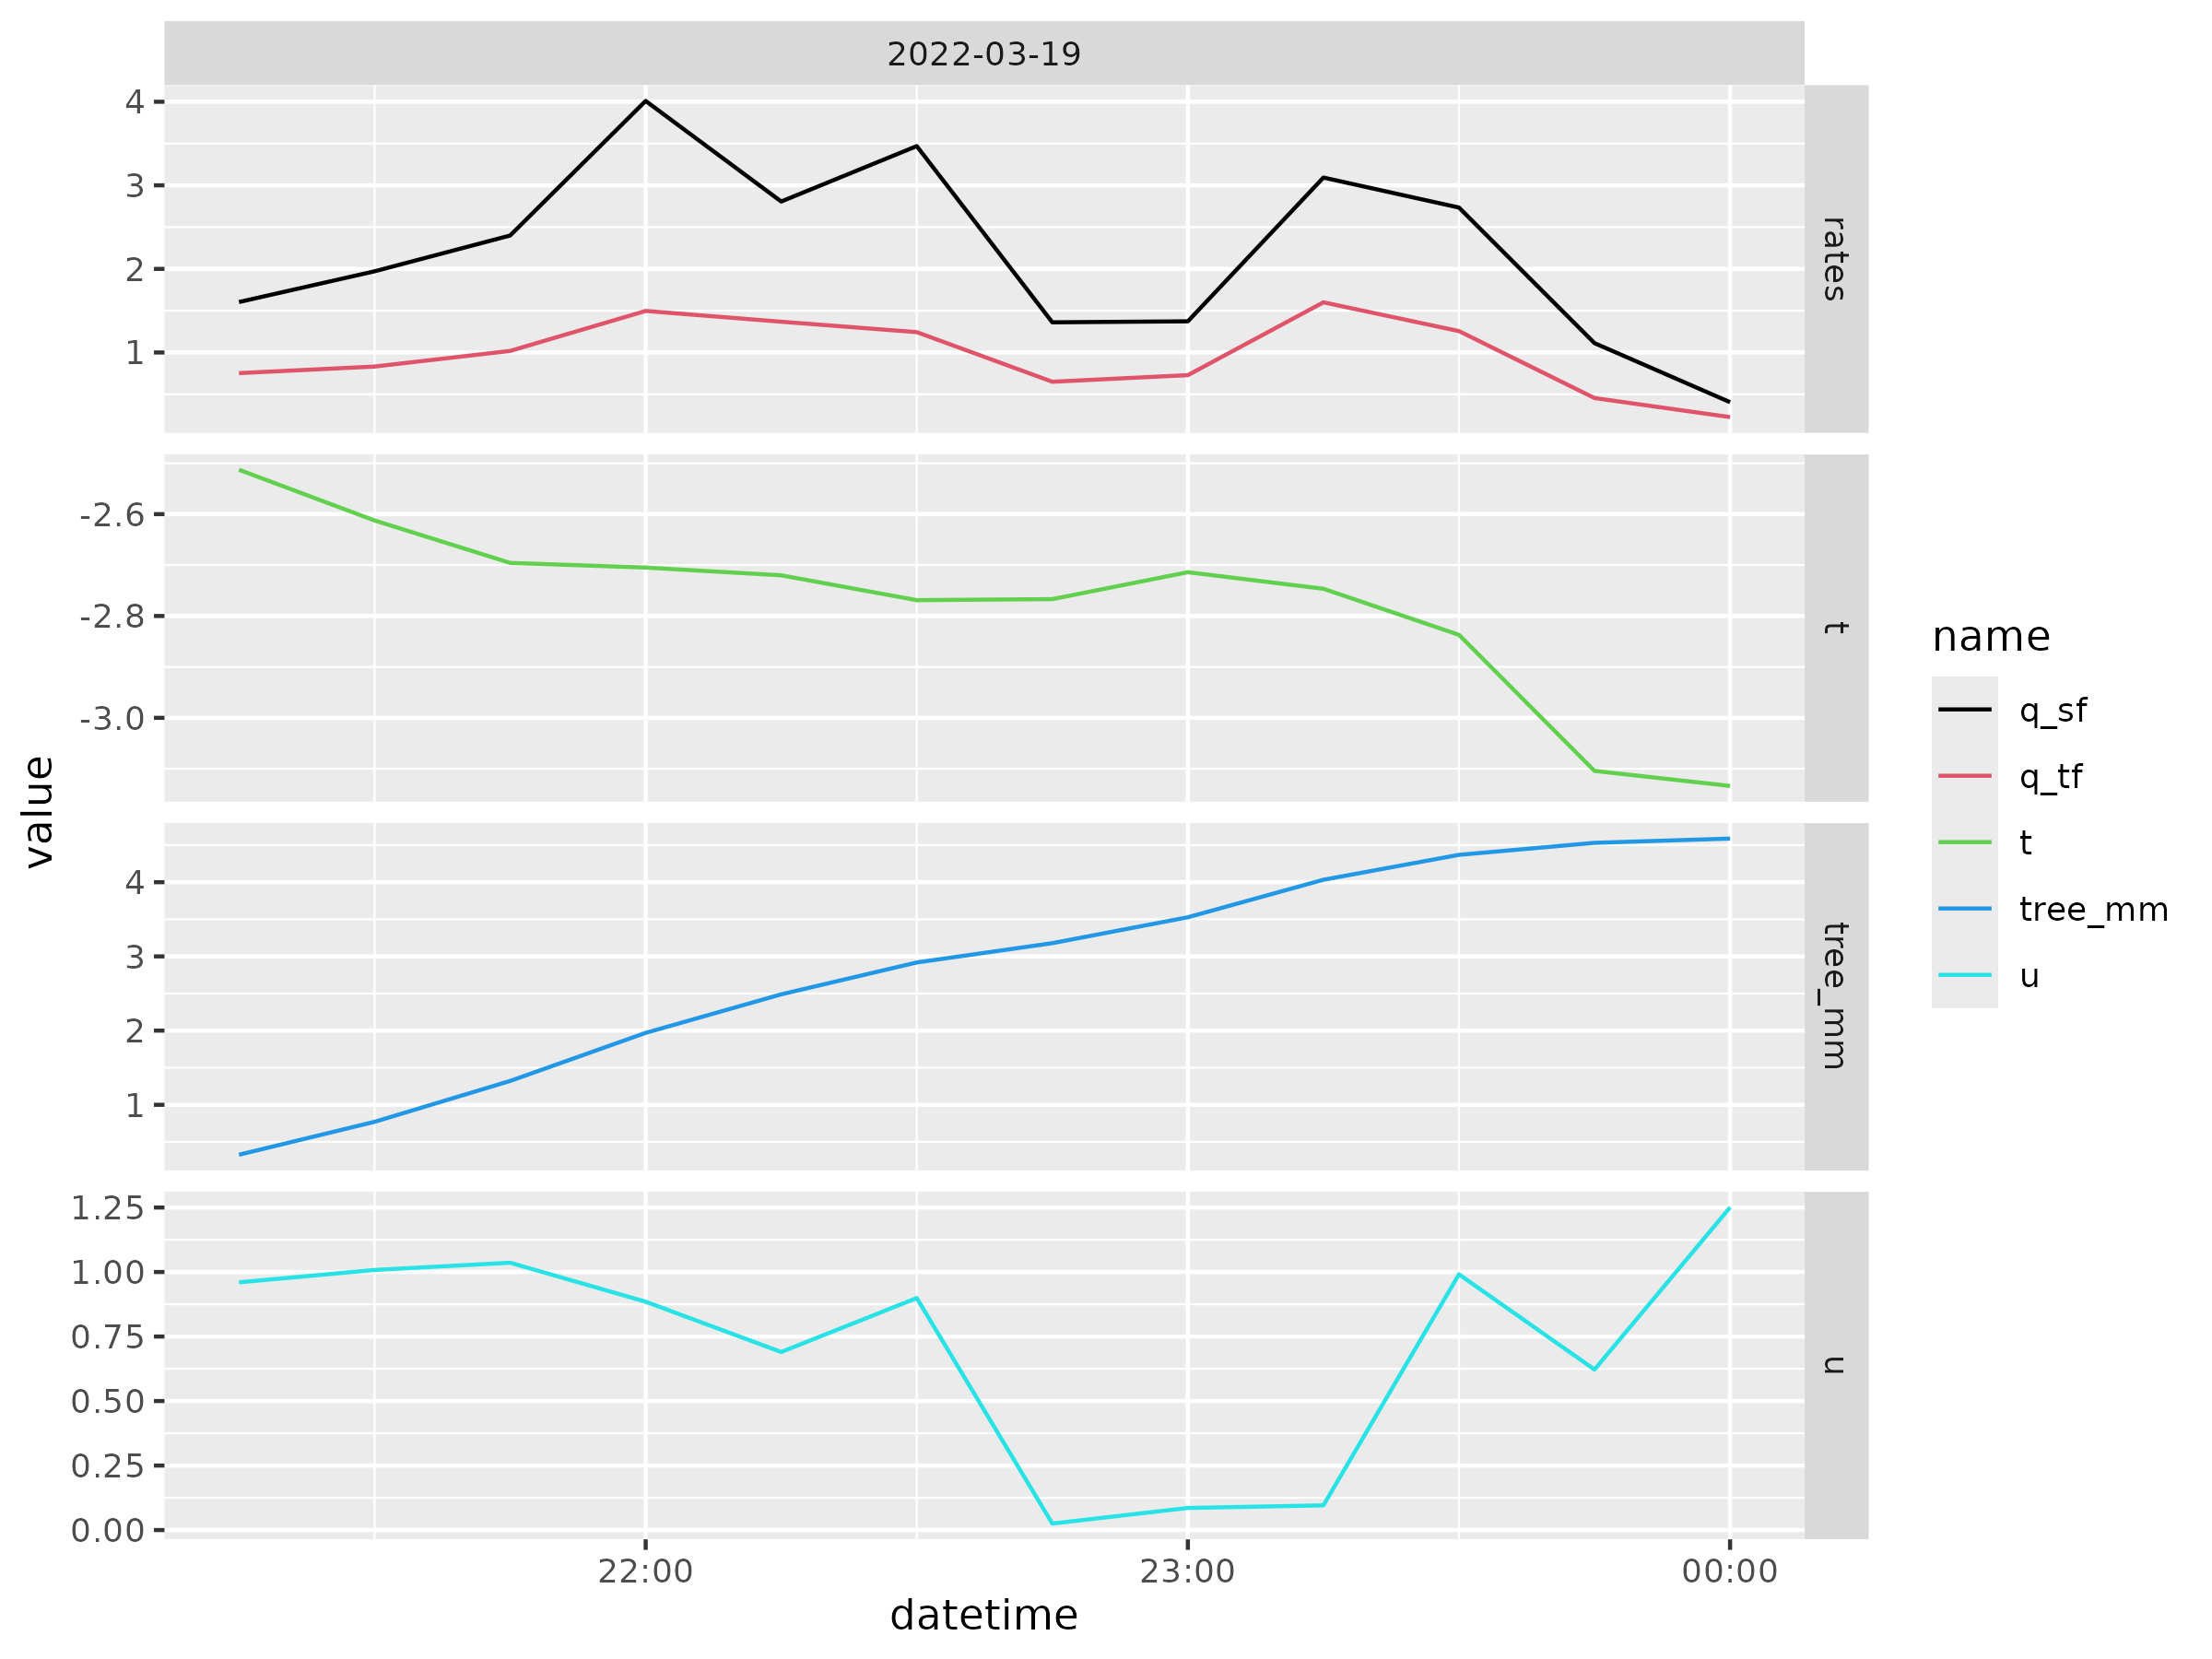 2022-03-19
4
3
2
1
rates
-2.6
-2.8
-3.0
t
4
3
2
1
tree_mm
1.25
1.00
0.75
0.50
0.25
0.00
u
22:00
23:00
00:00
datetime
value
name
q_sf
q_tf
t
tree_mm
u